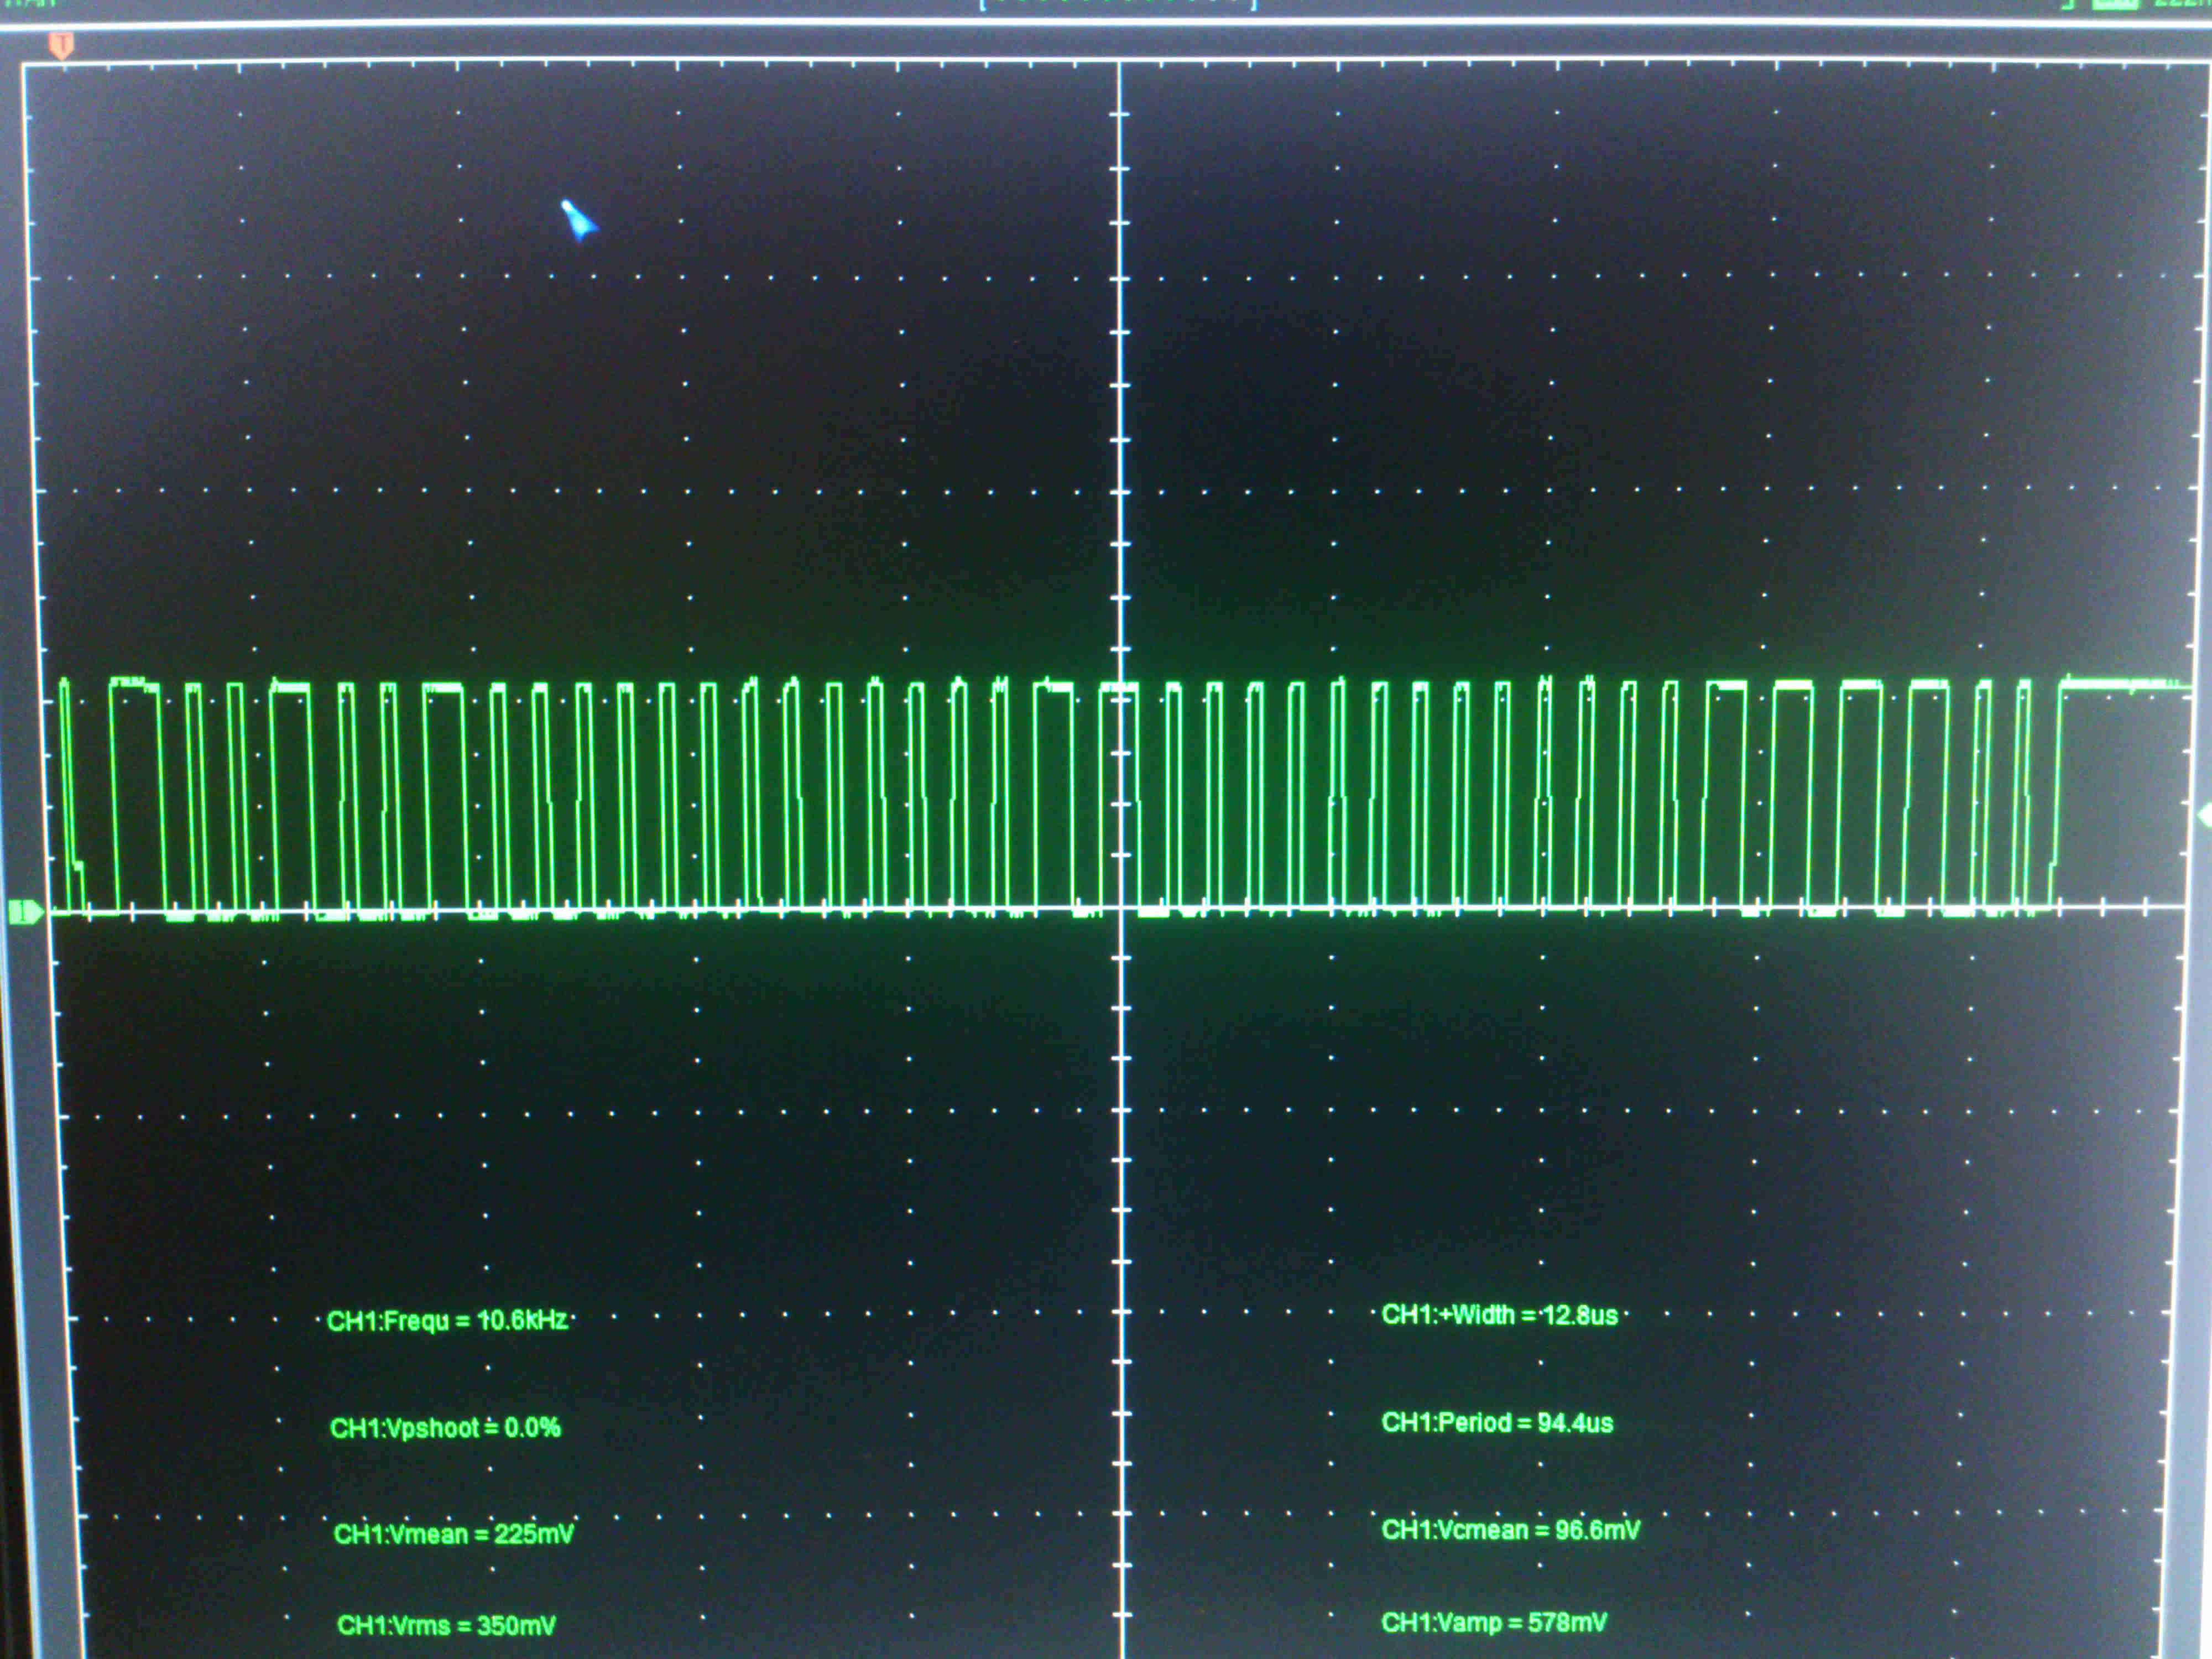 T
CH1:Frequ = 10.6kHz
CH1:+Width = 12.8us
CH1:Vpshoot = 0.0%
CH1:Period = 94.4us
CH1:Vmean = 225mV
CH1:Vcmean = 96.6mV
CH1:Vrms = 350mV
CH1:Vamp = 578mV